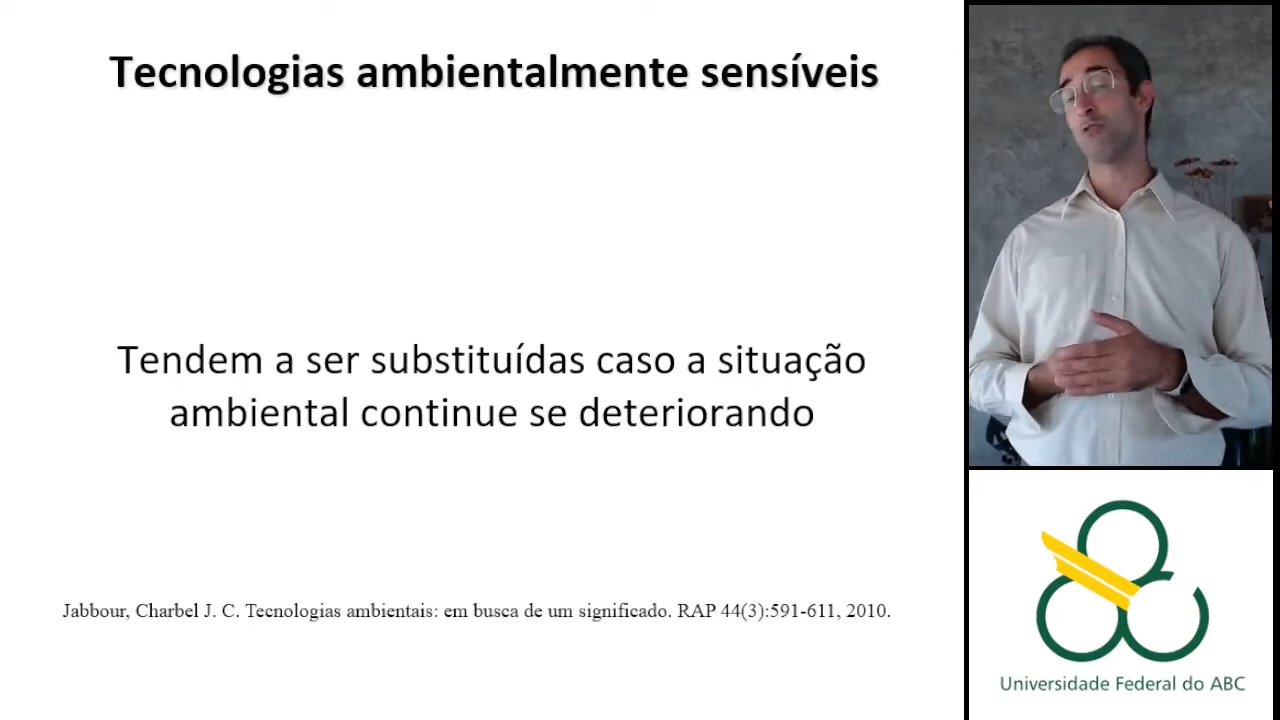 Tecnologias ambientalmente sensíveis
Tendem a ser substituídas caso a situação
ambiental continue se deteriorando
Jabbour, Charbel J. C. Tecnologias ambientais: em busca de um significado. RAP 44(3):591-611, 2010.
Universidade Federal do ABC